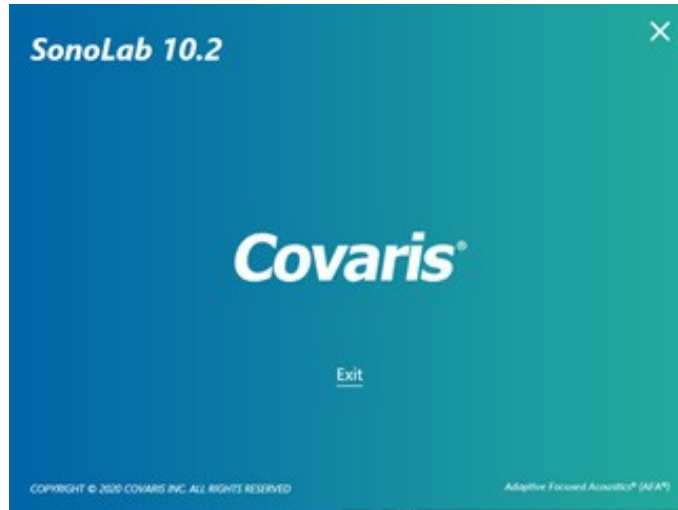 SonoLab 10.2
Covaris®
Exit
COPYRIGHT © 2020 COVARIS INC. ALL RIGHTS RESERVED
Adaptive Focused Acoustics® (AFA®)